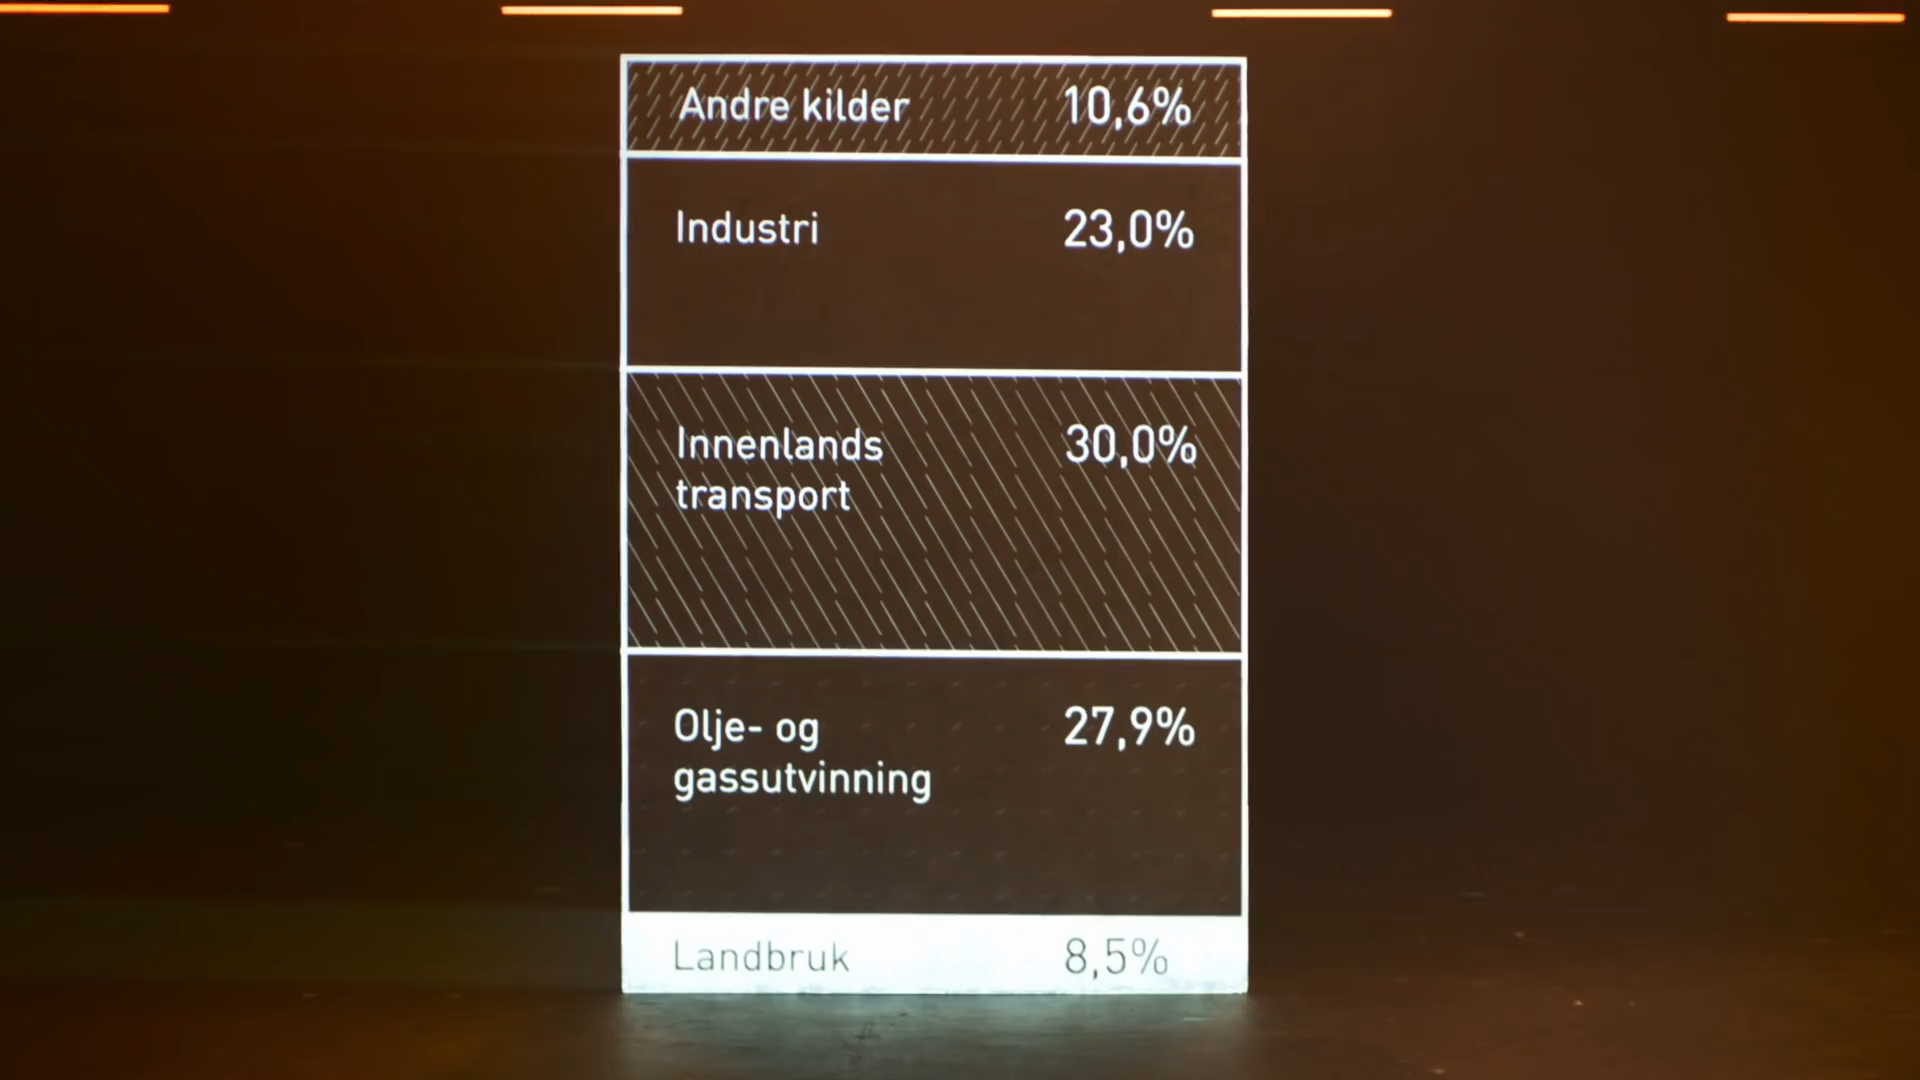 Andre kilder 10,6%
Industri 23,0%
Innenlands 30,0%
transport
Olje- og 27,9%
gassutvinning
Landbruk 8,5%